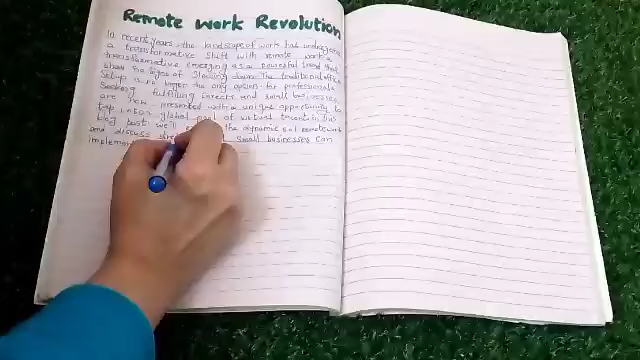 Remote Work Revolution
In recent years, the landscape of work has undergone
a transformative shift with remote work a
transformative emerging as a powerful trend that
show no signs of slowing down. The traditional office
Setup is no longer the only option for professionals
Seeking fulfilling careers and small businesses
are now presented with a unique opportunity to
tap into a global pool of virtual talent in this
blog post we'll the dynamics of remote work
and discuss small businesses can
implement